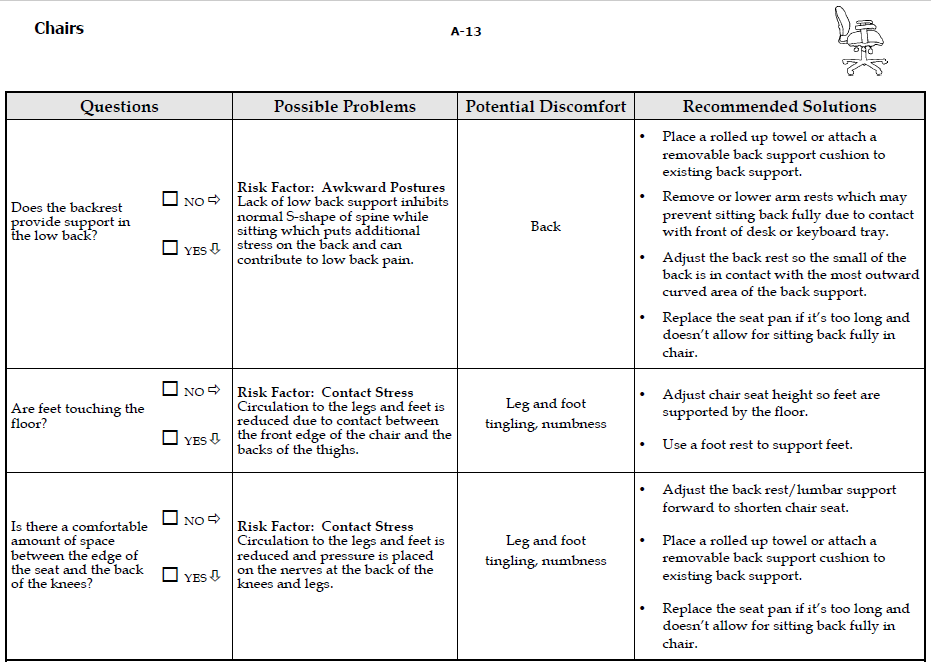 Chairs
A-13
Questions
Possible Problems
Potential Discomfort
Recommended Solutions
Does the backrest
provide support in
the low back?
☐ NO ⇨
☐ YES ⇩
Risk Factor:  Awkward Postures
Lack of low back support inhibits
normal S-shape of spine while
sitting which puts additional
stress on the back and can
contribute to low back pain.
Back
• Place a rolled up towel or attach a
removable back support cushion to
existing back support.
• Remove or lower arm rests which may
prevent sitting back fully due to contact
with front of desk or keyboard tray.
• Adjust the back rest so the small of the
back is in contact with the most outward
curved area of the back support.
• Replace the seat pan if it's too long and
doesn't allow for sitting back fully in
chair.
Are feet touching the
floor?
☐ NO ⇨
☐ YES ⇩
Risk Factor:  Contact Stress
Circulation to the legs and feet is
reduced due to contact between
the front edge of the chair and the
backs of the thighs.
Leg and foot
tingling, numbness
• Adjust chair seat height so feet are
supported by the floor.
• Use a foot rest to support feet.
Is there a comfortable
amount of space
between the edge of
the seat and the back
of the knees?
☐ NO ⇨
☐ YES ⇩
Risk Factor:  Contact Stress
Circulation to the legs and feet is
reduced and pressure is placed
on the nerves at the back of the
knees and legs.
Leg and foot
tingling, numbness
• Adjust the back rest/lumbar support
forward to shorten chair seat.
• Place a rolled up towel or attach a
removable back support cushion to
existing back support.
• Replace the seat pan if it's too long and
doesn't allow for sitting back fully in
chair.